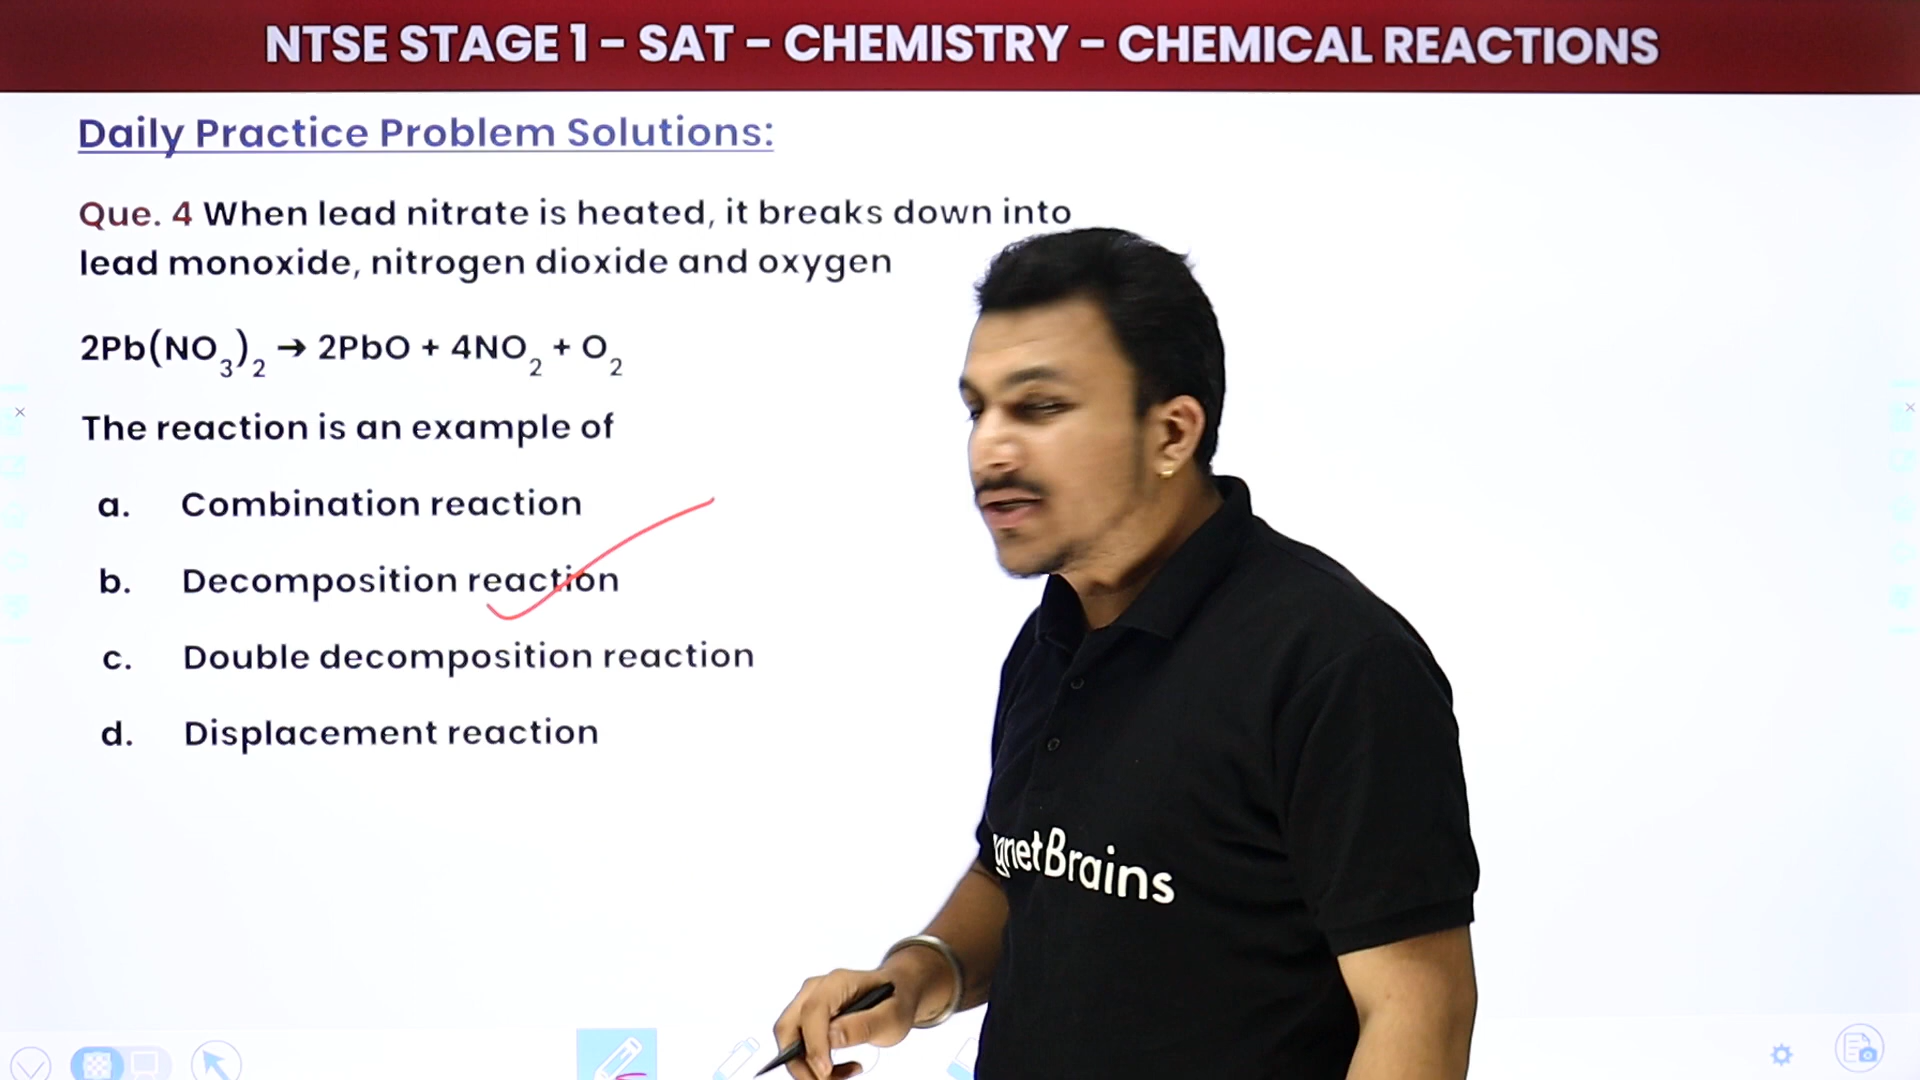 NTSE STAGE 1 – SAT – CHEMISTRY – CHEMICAL REACTIONS
Daily Practice Problem Solutions:
Que. 4 When lead nitrate is heated, it breaks down into
lead monoxide, nitrogen dioxide and oxygen
2Pb(NO₃)₂ → 2PbO + 4NO₂ + O₂
The reaction is an example of
a. Combination reaction
b. Decomposition reaction
c. Double decomposition reaction
d. Displacement reaction
gnetBrains